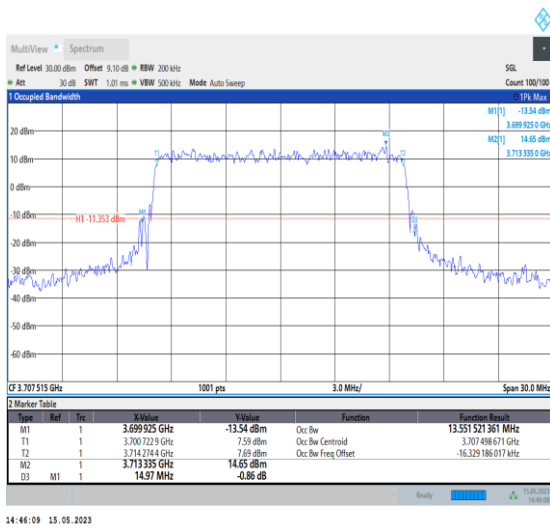 MultiView Spectrum
Ref Level 30.00 dBm Offset 9.10 dB RBW 200 kHz SGL
Att 30 dB SWT 1.01 ms VBW 500 kHz Mode Auto Sweep Count 100/100
1 Occupied Bandwidth 1Pk Max
M1[1] -13.54 dBm
3.699 925 0 GHz
M2[1] 14.65 dBm
3.713 335 0 GHz
20 dBm
M2
T1 T2
10 dBm
0 dBm
-10 dBm
M1
H1 -11.353 dBm
-20 dBm
-30 dBm
-40 dBm
-50 dBm
-60 dBm
CF 3.707 515 GHz 1001 pts 3.0 MHz/ Span 30.0 MHz
2 Marker Table
Type Ref Trc X-Value Y-Value Function Function Result
M1 1 3.699 925 GHz -13.54 dBm Occ Bw 13.551 521 361 MHz
T1 1 3.700 722 9 GHz 7.59 dBm Occ Bw Centroid 3.707 498 671 GHz
T2 1 3.714 274 4 GHz 7.69 dBm Occ Bw Freq Offset -16.329 186 017 kHz
M2 1 3.713 335 GHz 14.65 dBm
D3 M1 1 14.97 MHz -0.86 dB
Ready 15.05.2023
14:46:08
14:46:09 15.05.2023